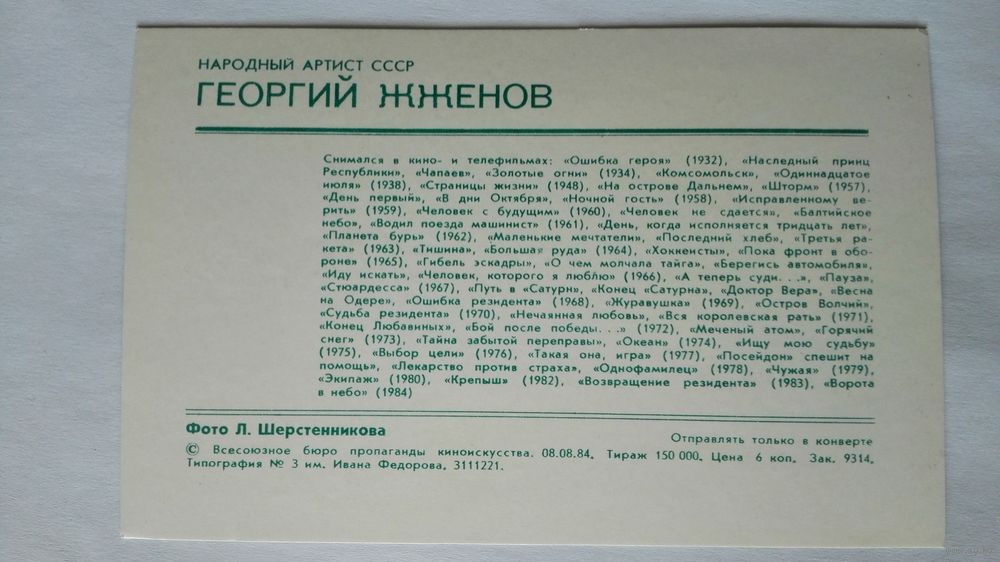 НАРОДНЫЙ АРТИСТ СССР
ГЕОРГИЙ ЖЖЕНОВ
Снимался в кино- и телефильмах: «Ошибка героя» (1932), «Наследный принц
Республики», «Чапаев», «Золотые огни» (1934), «Комсомольск», «Одиннадцатое
июля» (1938), «Страницы жизни» (1948), «На острове Дальнем», «Шторм» (1957),
«День первый», «В дни Октября», «Ночной гость» (1958), «Исправленному ве-
рить» (1959), «Человек с будущим» (1960), «Человек не сдается», «Балтийское
небо», «Водил поезда машинист» (1961), «День, когда исполняется тридцать лет»,
«Планета бурь» (1962), «Маленькие мечтатели», «Последний хлеб», «Третья ра-
кета» (1963), «Тишина», «Большая руда» (1964), «Хоккеисты», «Пока фронт в обо-
роне» (1965), «Гибель эскадры», «О чем молчала тайга», «Берегись автомобиля»,
«Иду искать», «Человек, которого я люблю» (1966), «А теперь суди. . .», «Пауза»,
«Стюардесса» (1967), «Путь в «Сатурн», «Конец «Сатурна», «Доктор Вера», «Весна
на Одере», «Ошибка резидента» (1968), «Журавушка» (1969), «Остров Волчий»,
«Судьба резидента» (1970), «Нечаянная любовь», «Вся королевская рать» (1971),
«Конец Любавиных», «Бой после победы. . .» (1972), «Меченый атом», «Горячий
снег» (1973), «Тайна забытой переправы», «Океан» (1974), «Ищу мою судьбу»
(1975), «Выбор цели» (1976), «Такая она, игра» (1977), «Посейдон» спешит на
помощь», «Лекарство против страха», «Однофамилец» (1978), «Чужая» (1979),
«Экипаж» (1980), «Крепыш» (1982), «Возвращение резидента» (1983), «Ворота
в небо» (1984)
Фото Л. Шерстенникова
Отправлять только в конверте
© Всесоюзное бюро пропаганды киноискусства. 08.08.84. Тираж 150 000. Цена 6 коп. Зак. 9314.
Типография № 3 им. Ивана Федорова. 3111221.